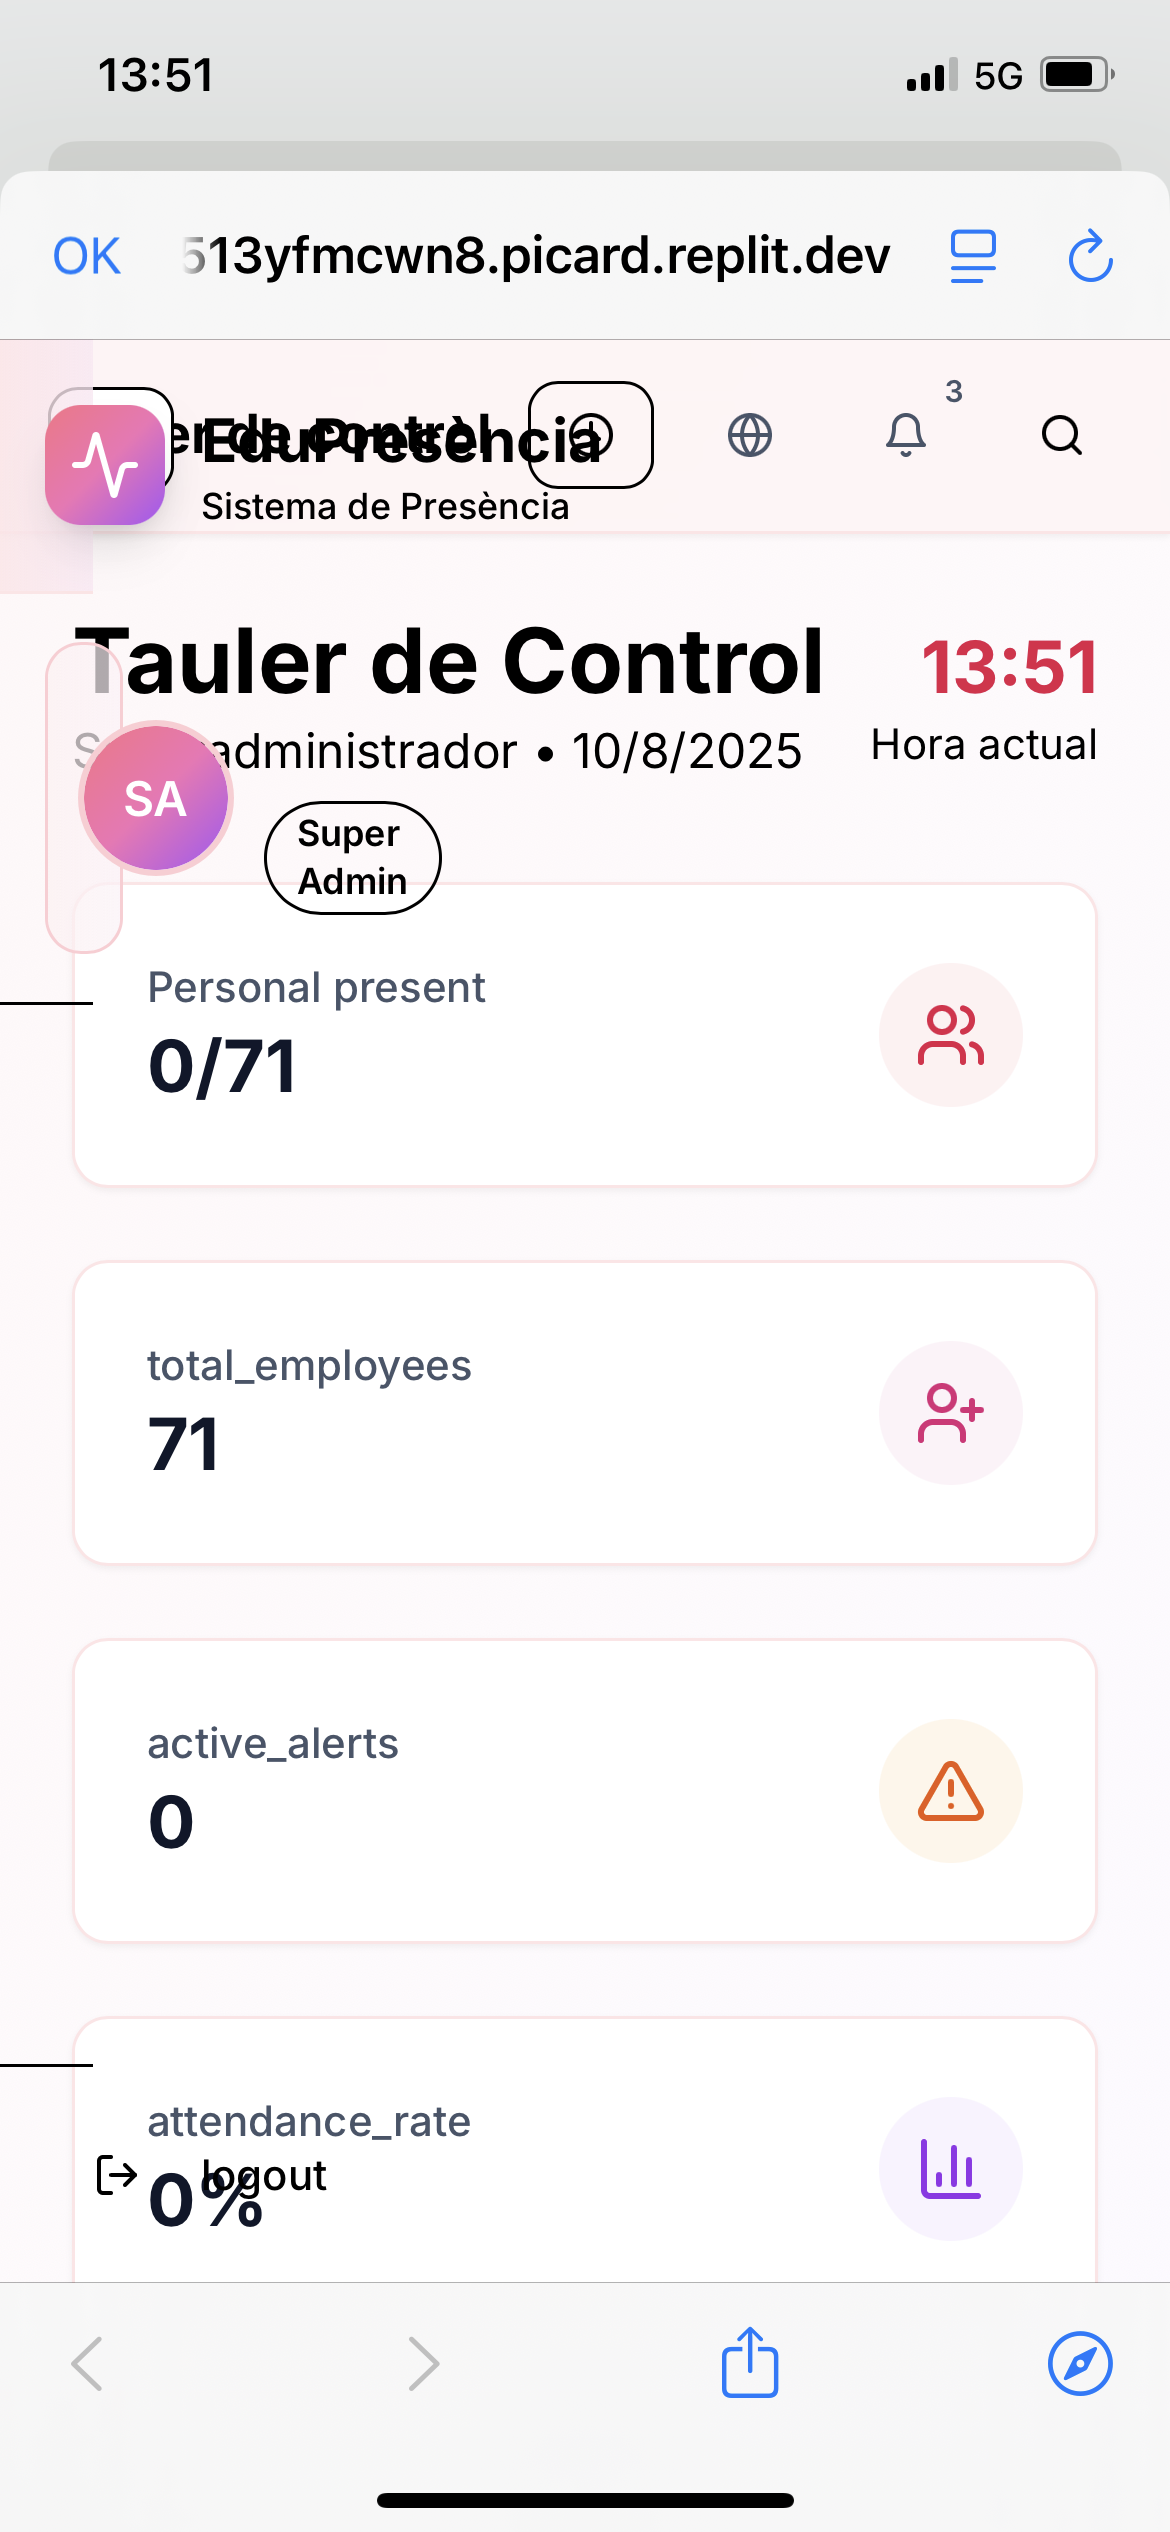 13:51
5G
OK
513yfmcwn8.picard.replit.dev
EduPresència
3
Sistema de Presència
Tauler de Control
13:51
administrador • 10/8/2025
Hora actual
SA
Super
Admin
Personal present
0/71
total_employees
71
active_alerts
0
attendance_rate
logout
0%